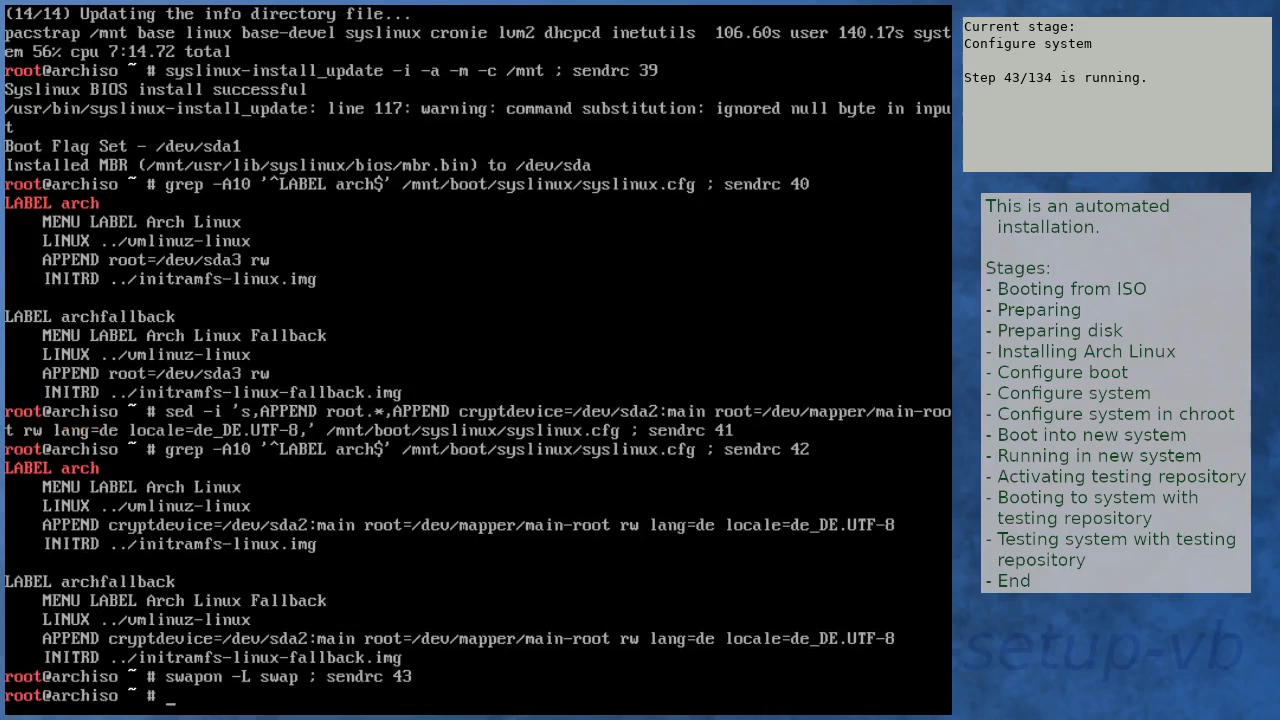 (14/14) Updating the info directory file...
pacstrap /mnt base linux base-devel syslinux cronie lvm2 dhcpcd inetutils  106.60s user 140.17s syst
em 56% cpu 7:14.72 total
root@archiso ~ # syslinux-install_update -i -a -m -c /mnt ; sendrc 39
Syslinux BIOS install successful
/usr/bin/syslinux-install_update: line 117: warning: command substitution: ignored null byte in inpu
t
Boot Flag Set - /dev/sda1
Installed MBR (/mnt/usr/lib/syslinux/bios/mbr.bin) to /dev/sda
root@archiso ~ # grep -A10 '^LABEL arch$' /mnt/boot/syslinux/syslinux.cfg ; sendrc 40
LABEL arch
    MENU LABEL Arch Linux
    LINUX ../vmlinuz-linux
    APPEND root=/dev/sda3 rw
    INITRD ../initramfs-linux.img

LABEL archfallback
    MENU LABEL Arch Linux Fallback
    LINUX ../vmlinuz-linux
    APPEND root=/dev/sda3 rw
    INITRD ../initramfs-linux-fallback.img
root@archiso ~ # sed -i 's,APPEND root.*,APPEND cryptdevice=/dev/sda2:main root=/dev/mapper/main-roo
t rw lang=de locale=de_DE.UTF-8,' /mnt/boot/syslinux/syslinux.cfg ; sendrc 41
root@archiso ~ # grep -A10 '^LABEL arch$' /mnt/boot/syslinux/syslinux.cfg ; sendrc 42
LABEL arch
    MENU LABEL Arch Linux
    LINUX ../vmlinuz-linux
    APPEND cryptdevice=/dev/sda2:main root=/dev/mapper/main-root rw lang=de locale=de_DE.UTF-8
    INITRD ../initramfs-linux.img

LABEL archfallback
    MENU LABEL Arch Linux Fallback
    LINUX ../vmlinuz-linux
    APPEND cryptdevice=/dev/sda2:main root=/dev/mapper/main-root rw lang=de locale=de_DE.UTF-8
    INITRD ../initramfs-linux-fallback.img
root@archiso ~ # swapon -L swap ; sendrc 43
root@archiso ~ # _
Current stage:
Configure system

Step 43/134 is running.
This is an automated
installation.

Stages:
- Booting from ISO
- Preparing
- Preparing disk
- Installing Arch Linux
- Configure boot
- Configure system
- Configure system in chroot
- Boot into new system
- Running in new system
- Activating testing repository
- Booting to system with
testing repository
- Testing system with testing
repository
- End
setup-vb